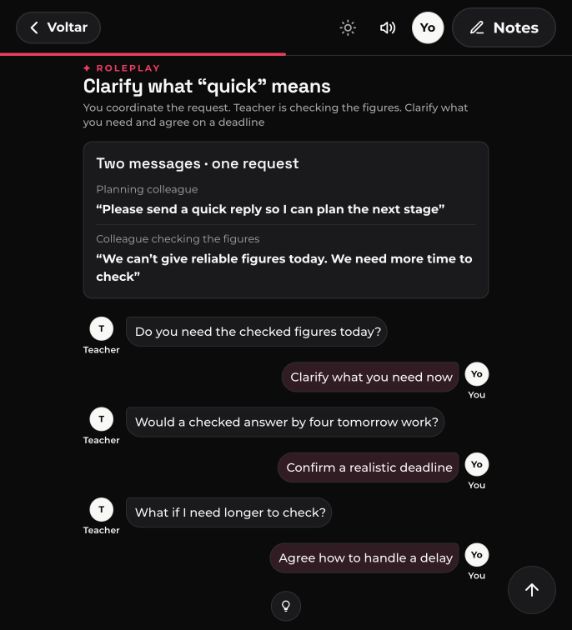 Voltar
Yo
Notes
ROLEPLAY
Clarify what “quick” means
You coordinate the request. Teacher is checking the figures. Clarify what
you need and agree on a deadline
Two messages · one request
Planning colleague
“Please send a quick reply so I can plan the next stage”
Colleague checking the figures
“We can’t give reliable figures today. We need more time to
check”
T
Teacher
Do you need the checked figures today?
Clarify what you need now
Yo
You
T
Teacher
Would a checked answer by four tomorrow work?
Confirm a realistic deadline
Yo
You
T
Teacher
What if I need longer to check?
Agree how to handle a delay
Yo
You